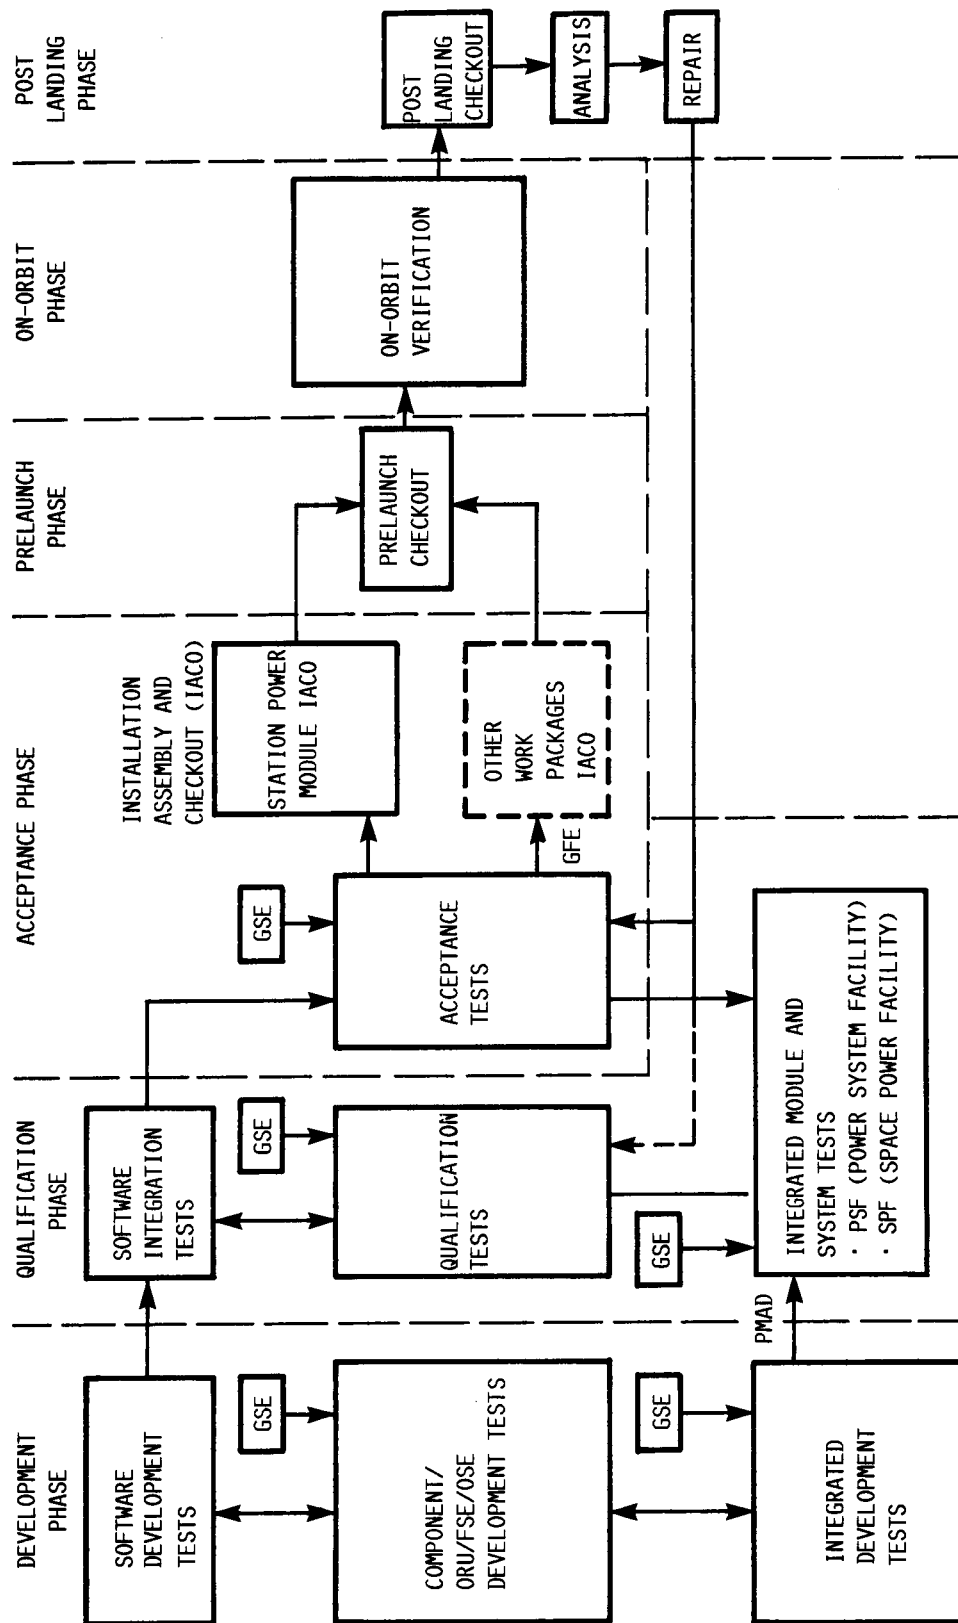 DEVELOPMENT
PHASE
QUALIFICATION
PHASE
ACCEPTANCE PHASE
PRELAUNCH
PHASE
ON-ORBIT
PHASE
POST
LANDING
PHASE
SOFTWARE
DEVELOPMENT
TESTS
SOFTWARE
INTEGRATION
TESTS
INSTALLATION
ASSEMBLY AND
CHECKOUT (IACO)
GSE
GSE
GSE
STATION POWER
MODULE IACO
COMPONENT/
ORU/FSE/OSE
DEVELOPMENT TESTS
QUALIFICATION
TESTS
ACCEPTANCE
TESTS
GFE
OTHER
WORK
PACKAGES
IACO
PRELAUNCH
CHECKOUT
ON-ORBIT
VERIFICATION
POST
LANDING
CHECKOUT
ANALYSIS
REPAIR
GSE
GSE
INTEGRATED
DEVELOPMENT
TESTS
PMAD
INTEGRATED MODULE AND
SYSTEM TESTS
· PSF (POWER SYSTEM FACILITY)
· SPF (SPACE POWER FACILITY)